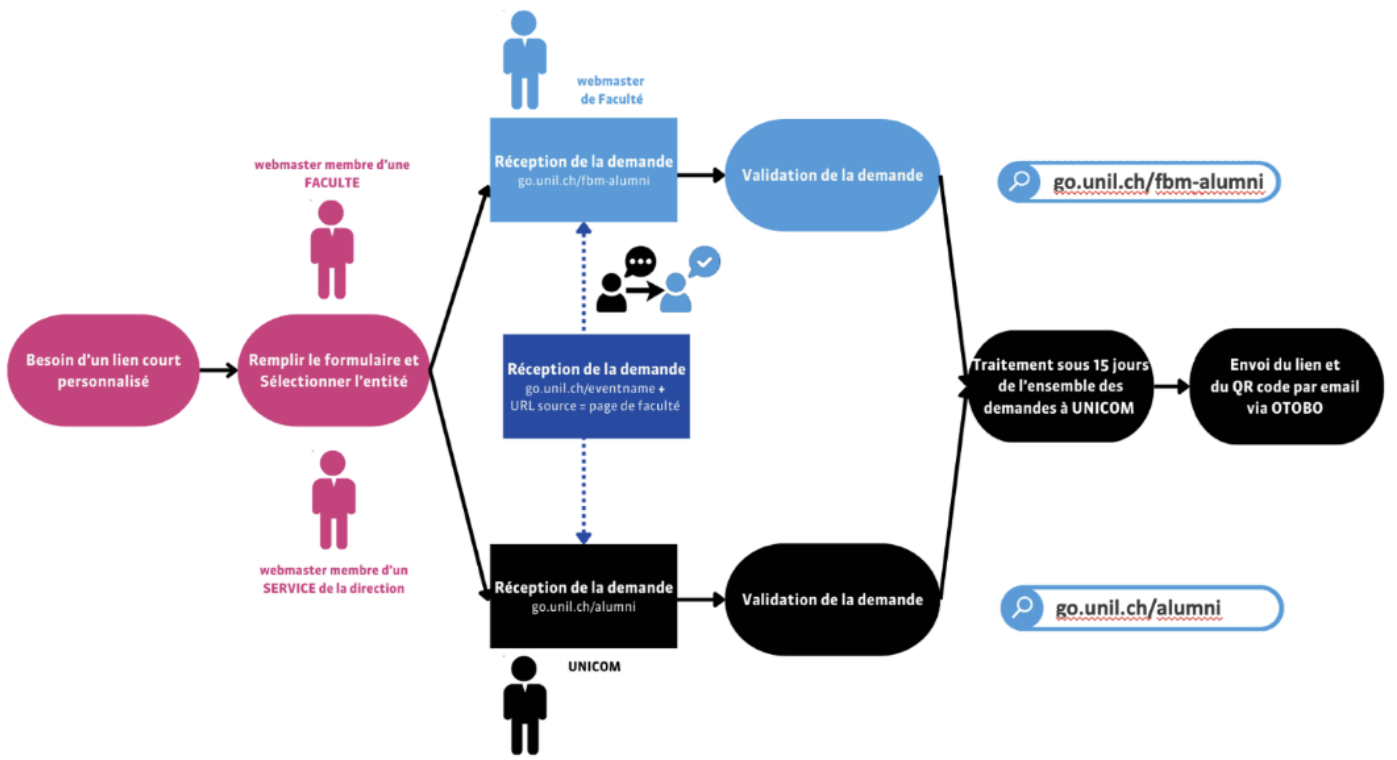 webmaster
de Faculté
webmaster membre d'une
FACULTE
Réception de la demande
go.unil.ch/fbm-alumni
Validation de la demande
go.unil.ch/fbm-alumni
Besoin d'un lien court
personnalisé
Remplir le formulaire et
Sélectionner l'entité
Réception de la demande
go.unil.ch/eventname +
URL source = page de faculté
Traitement sous 15 jours
de l'ensemble des
demandes à UNICOM
Envoi du lien et
du QR code par email
via OTOBO
webmaster membre d'un
SERVICE de la direction
Réception de la demande
go.unil.ch/alumni
Validation de la demande
go.unil.ch/alumni
UNICOM